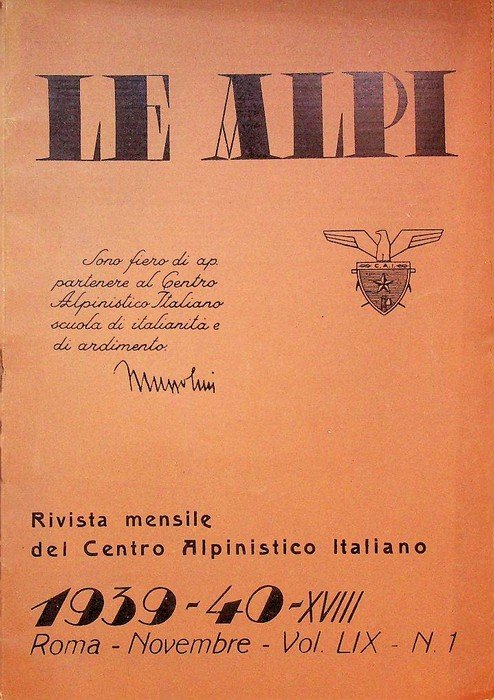 LE ALPI
Sono fiero di ap
partenere al Centro
Alpinistico Italiano
scuola di italianità e
di ardimento.
Mussolini
C.A.I.
Rivista mensile
del Centro Alpinistico Italiano
1939-40-XVIII
Roma - Novembre - Vol. LIX - N. 1